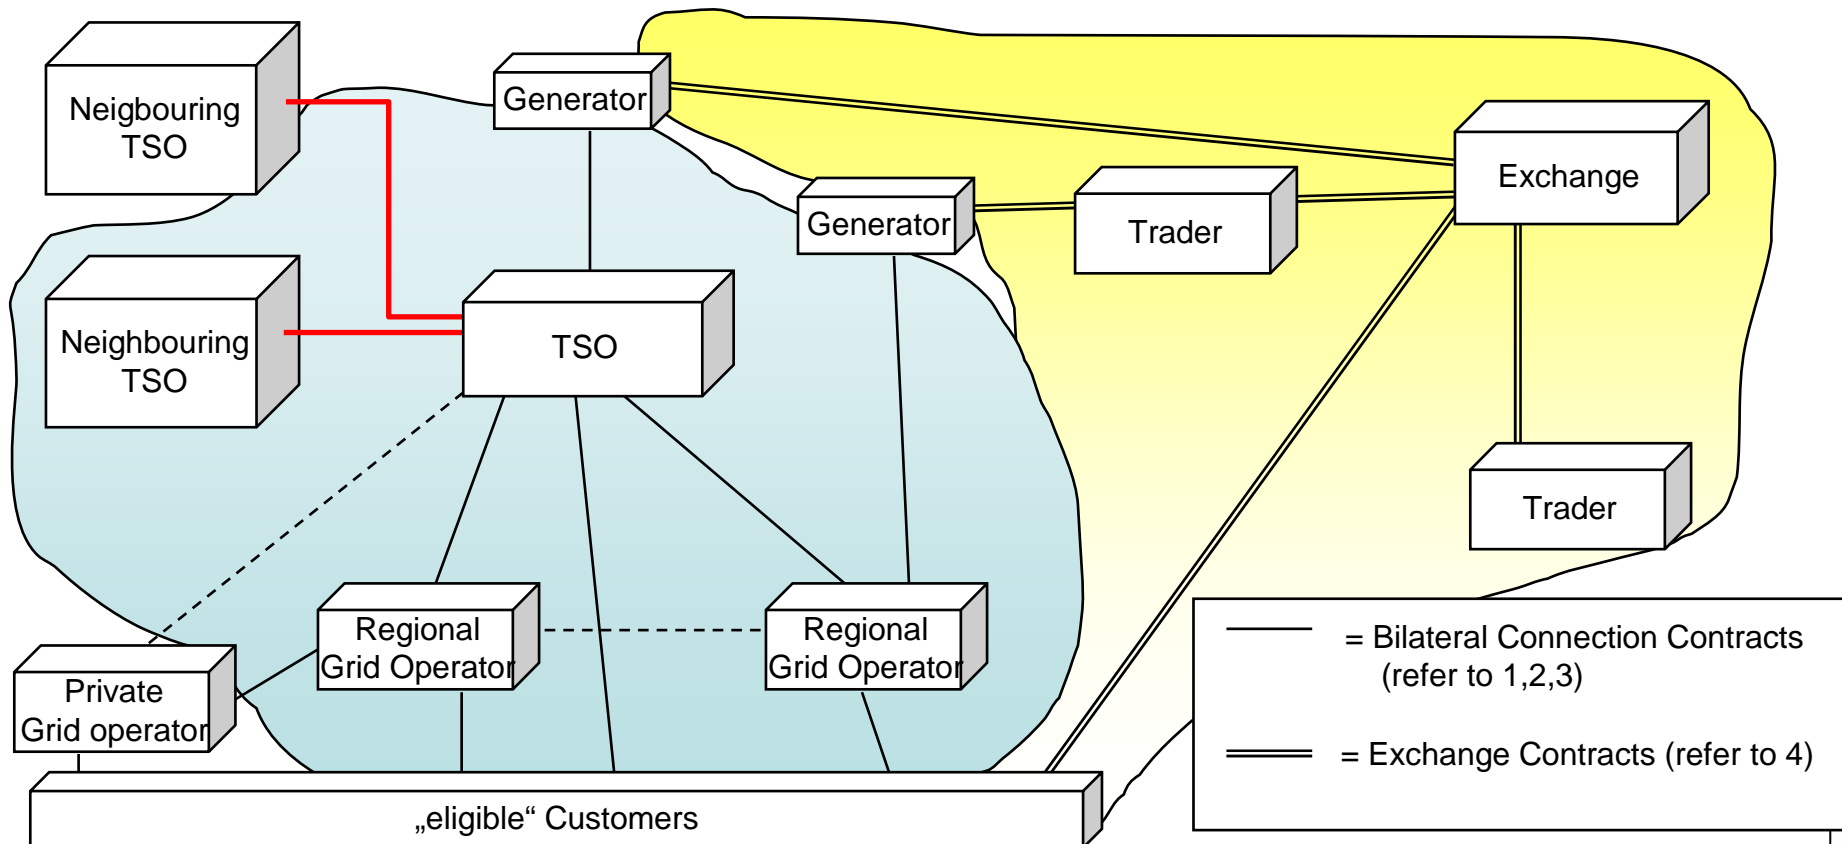 Neigbouring
TSO
Generator
Exchange
Generator
Trader
Neighbouring
TSO
TSO
Trader
Regional
Grid Operator
Regional
Grid Operator
Private
Grid operator
„eligible“ Customers
= Bilateral Connection Contracts
(refer to 1,2,3)
= Exchange Contracts (refer to 4)